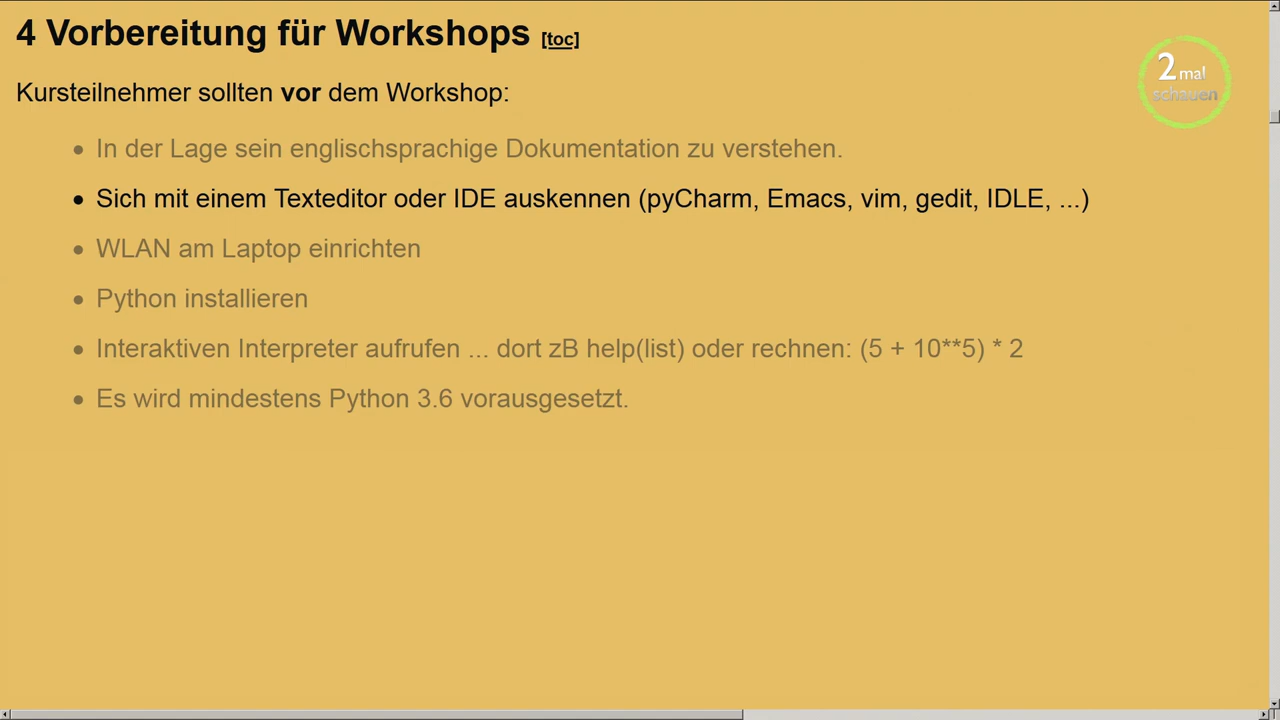 4 Vorbereitung für Workshops [toc]
2 mal
schauen
Kursteilnehmer sollten vor dem Workshop:
• In der Lage sein englischsprachige Dokumentation zu verstehen.
• Sich mit einem Texteditor oder IDE auskennen (pyCharm, Emacs, vim, gedit, IDLE, ...)
• WLAN am Laptop einrichten
• Python installieren
• Interaktiven Interpreter aufrufen ... dort zB help(list) oder rechnen: (5 + 10**5) * 2
• Es wird mindestens Python 3.6 vorausgesetzt.